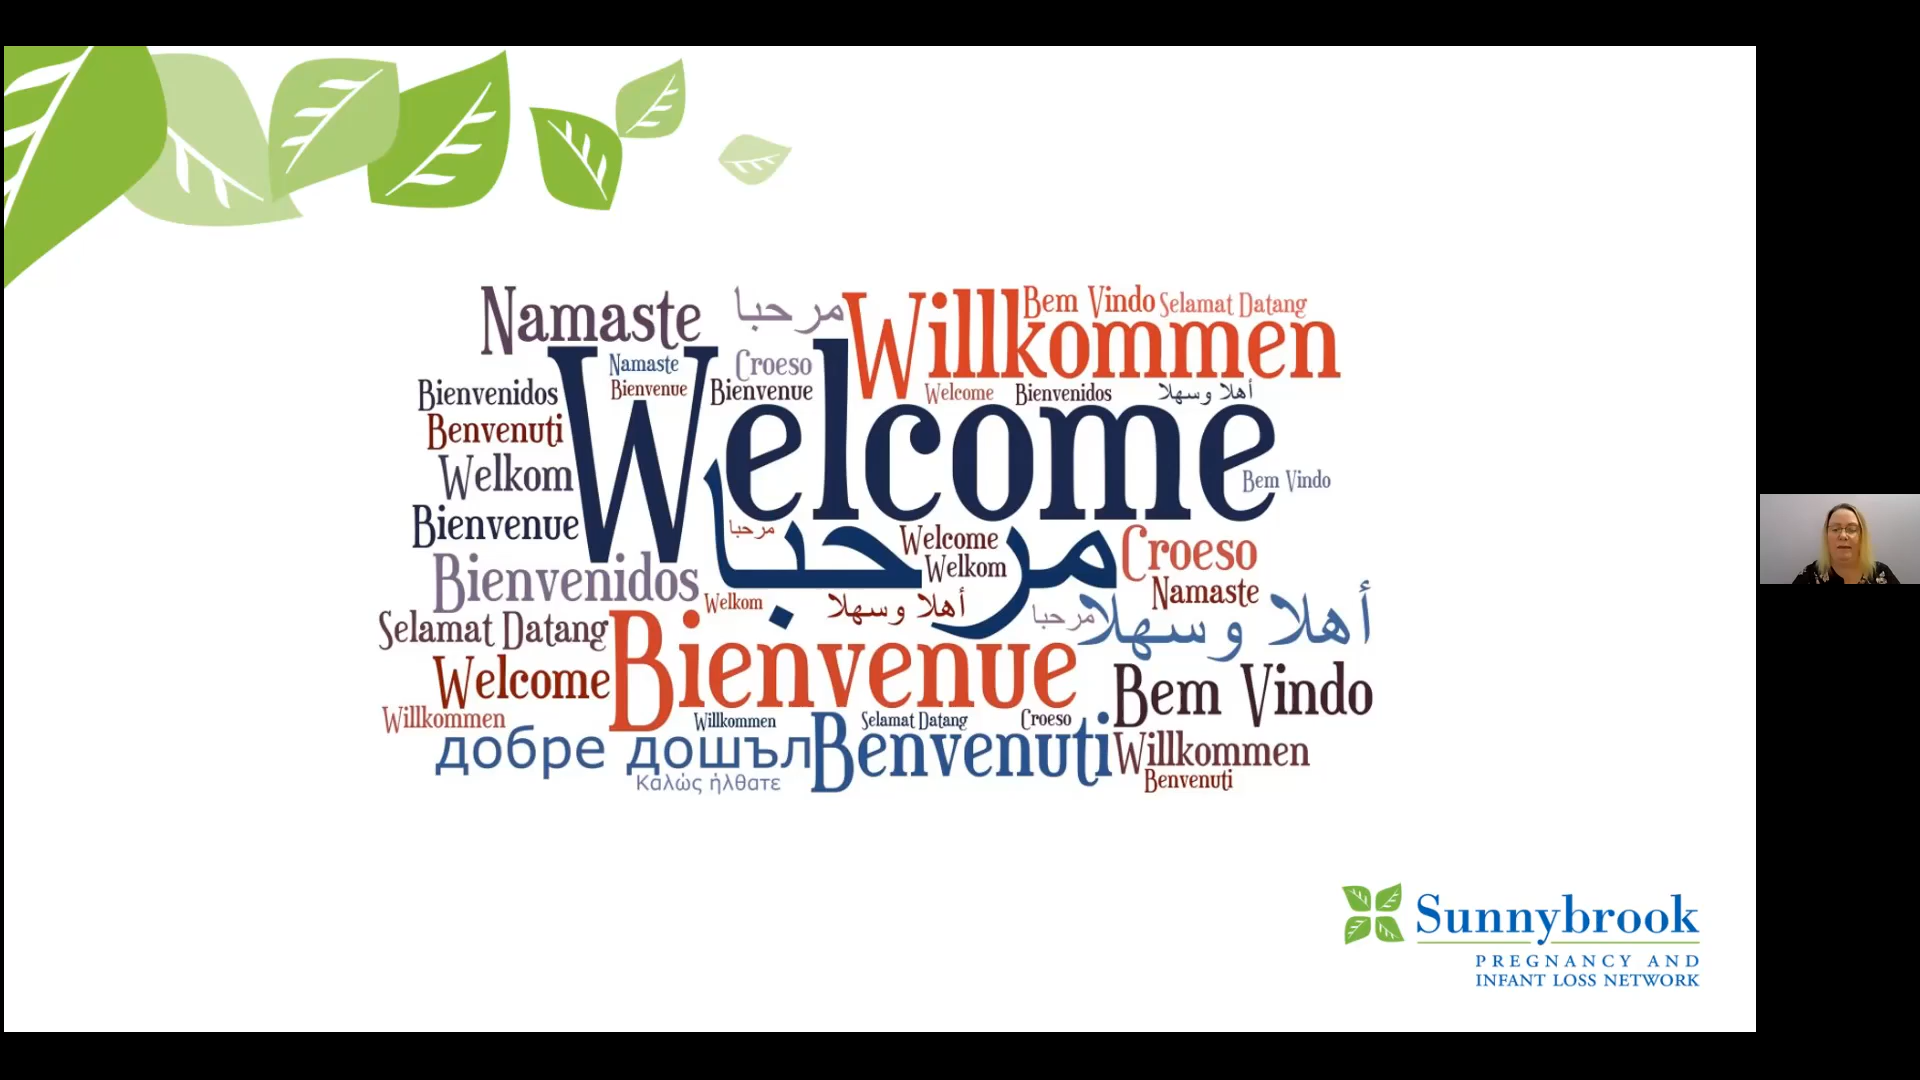 Namaste
مرحبا
Willkommen
Bem Vindo
Selamat Datang
Namaste
Croeso
Bienvenidos
Bienvenue
Bienvenue
Welcome
Bienvenidos
أهلا وسهلا
Benvenuti
Welcome
Welkom
Bem Vindo
Bienvenue
مرحبا
مرحبا
Welcome
Croeso
Welkom
Bienvenidos
Namaste
Welkom
أهلا وسهلا
مرحبا
أهلا وسهلا
Selamat Datang
Bienvenue
Welcome
Bem Vindo
Willkommen
Willkommen
Selamat Datang
Croeso
добре дошъл
Benvenuti
Willkommen
Καλώς ήλθατε
Benvenuti
Sunnybrook
PREGNANCY AND
INFANT LOSS NETWORK